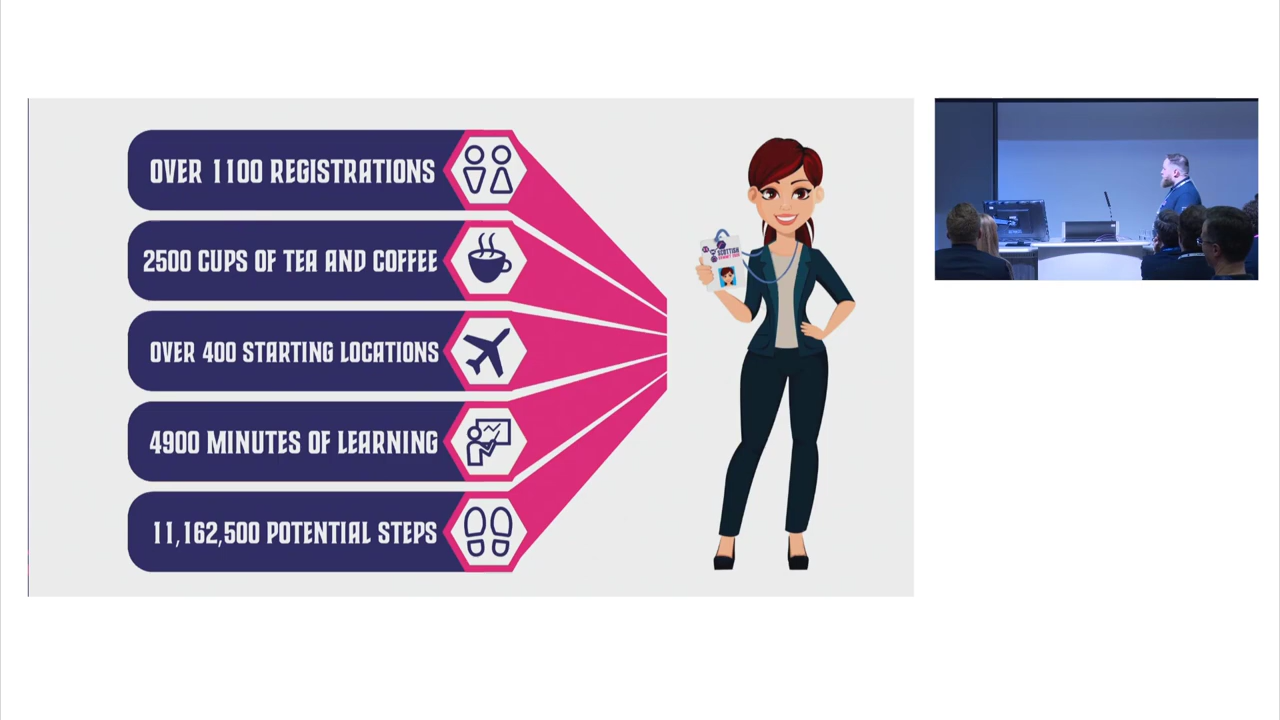 OVER 1100 REGISTRATIONS
2500 CUPS OF TEA AND COFFEE
OVER 400 STARTING LOCATIONS
4900 MINUTES OF LEARNING
11,162,500 POTENTIAL STEPS
SCOTTISH